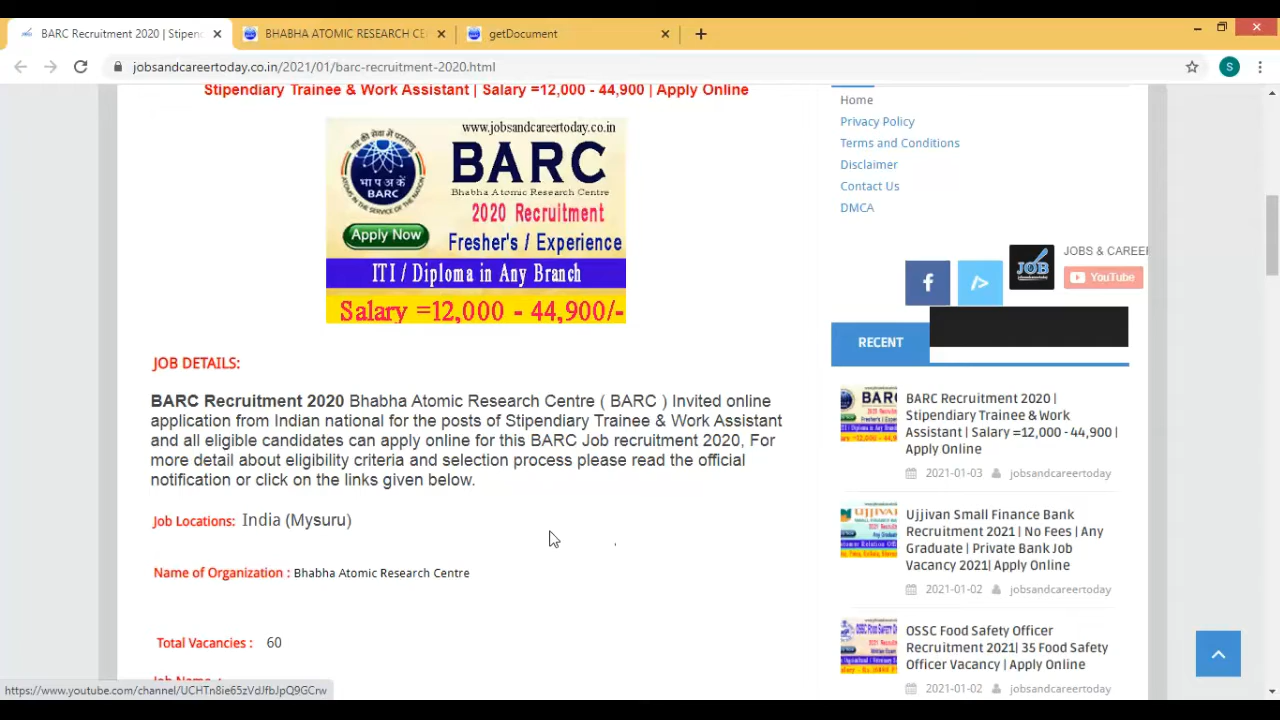 BARC Recruitment 2020 | Stipend
BHABHA ATOMIC RESEARCH CE
getDocument
jobsandcareertoday.co.in/2021/01/barc-recruitment-2020.html
S
Stipendiary Trainee & Work Assistant | Salary =12,000 - 44,900 | Apply Online
www.jobsandcareertoday.co.in
BARC
भा प अ कें
BARC
ATOMS IN THE SERVICE OF THE NATION
Bhabha Atomic Research Centre
2020 Recruitment
Apply Now
Fresher's / Experience
ITI / Diploma in Any Branch
Salary =12,000 - 44,900/-
JOB DETAILS:
BARC Recruitment 2020 Bhabha Atomic Research Centre ( BARC ) Invited online
application from Indian national for the posts of Stipendiary Trainee & Work Assistant
and all eligible candidates can apply online for this BARC Job recruitment 2020, For
more detail about eligibility criteria and selection process please read the official
notification or click on the links given below.
Job Locations: India (Mysuru)
Name of Organization : Bhabha Atomic Research Centre
Total Vacancies : 60
Home
Privacy Policy
Terms and Conditions
Disclaimer
Contact Us
DMCA
JOB
JOBS & CAREE
YouTube
RECENT
BARC Recruitment 2020 |
Stipendiary Trainee & Work
Assistant | Salary =12,000 - 44,900 |
Apply Online
2021-01-03 jobsandcareertoday
Ujjivan Small Finance Bank
Recruitment 2021 | No Fees | Any
Graduate | Private Bank Job
Vacancy 2021| Apply Online
2021-01-02 jobsandcareertoday
OSSC Food Safety Officer
Recruitment 2021| 35 Food Safety
Officer Vacancy | Apply Online
2021-01-02 jobsandcareertoday
https://www.youtube.com/channel/UCHTn8ie65zVdJfbJpQ9GCrw